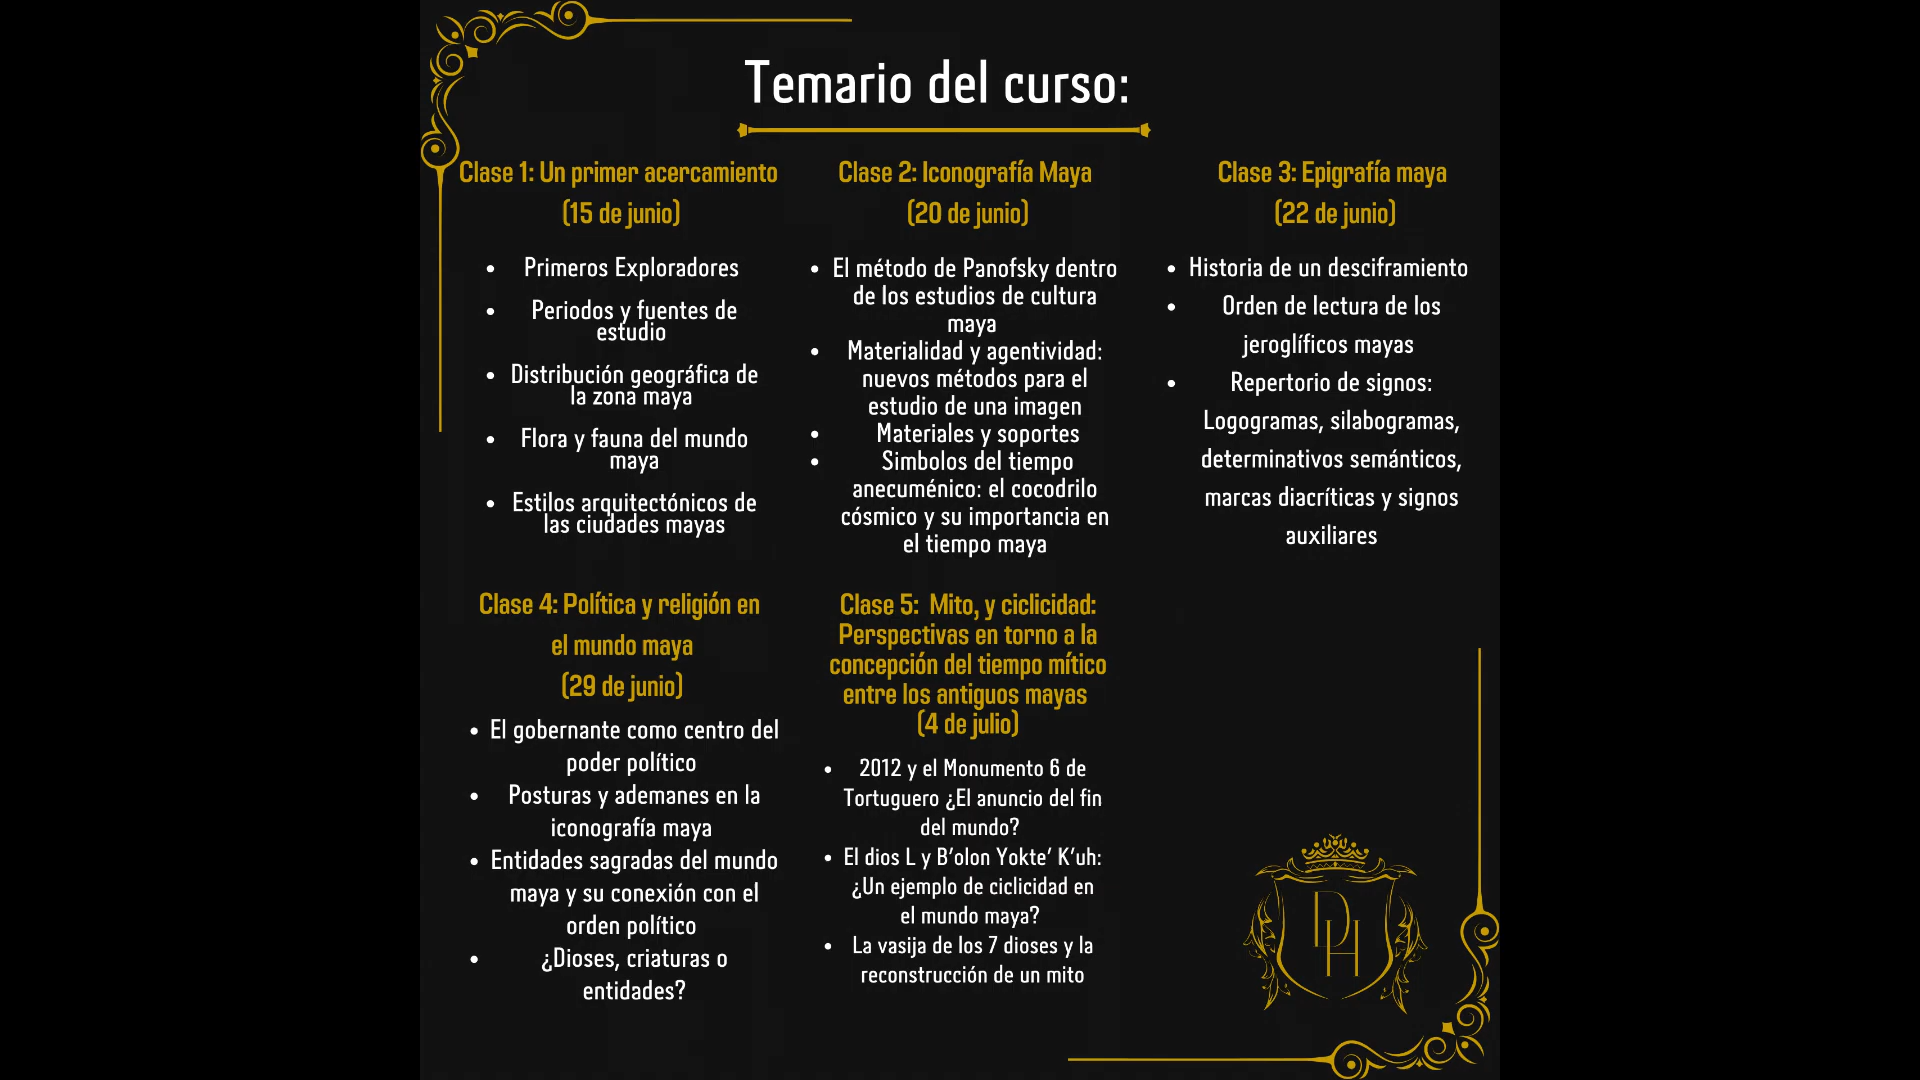 Temario del curso:
Clase 1: Un primer acercamiento
(15 de junio)
• Primeros Exploradores
• Periodos y fuentes de
estudio
• Distribución geográfica de
la zona maya
• Flora y fauna del mundo
maya
• Estilos arquitectónicos de
las ciudades mayas
Clase 2: Iconografía Maya
(20 de junio)
• El método de Panofsky dentro
de los estudios de cultura
maya
• Materialidad y agentividad:
nuevos métodos para el
estudio de una imagen
• Materiales y soportes
• Simbolos del tiempo
anecuménico: el cocodrilo
cósmico y su importancia en
el tiempo maya
Clase 3: Epigrafía maya
(22 de junio)
• Historia de un desciframiento
• Orden de lectura de los
jeroglíficos mayas
• Repertorio de signos:
Logogramas, silabogramas,
determinativos semánticos,
marcas diacríticas y signos
auxiliares
Clase 4: Política y religión en
el mundo maya
(29 de junio)
• El gobernante como centro del
poder político
• Posturas y ademanes en la
iconografía maya
• Entidades sagradas del mundo
maya y su conexión con el
orden político
• ¿Dioses, criaturas o
entidades?
Clase 5:  Mito, y ciclicidad:
Perspectivas en torno a la
concepción del tiempo mítico
entre los antiguos mayas
(4 de julio)
• 2012 y el Monumento 6 de
Tortuguero ¿El anuncio del fin
del mundo?
• El dios L y B’olon Yokte’ K’uh:
¿Un ejemplo de ciclicidad en
el mundo maya?
• La vasija de los 7 dioses y la
reconstrucción de un mito
DH